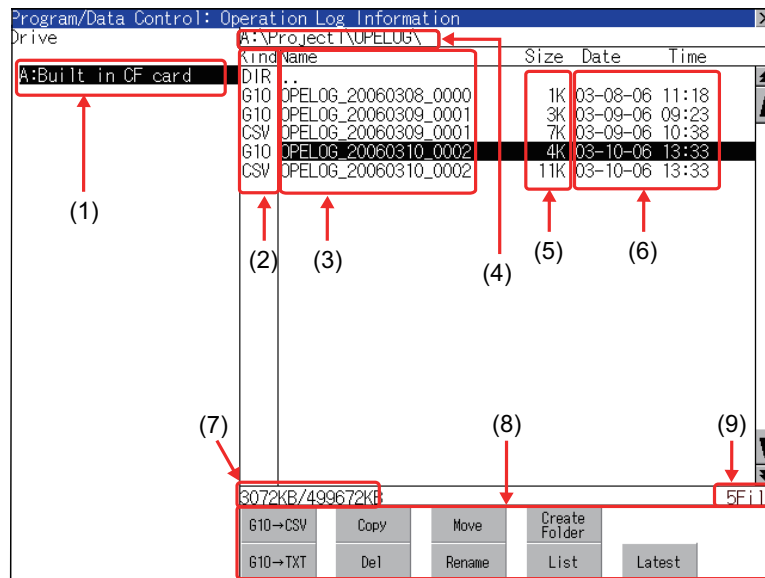 Program/Data Control: Operation Log Information
Drive
A:\Project1\OPELOG\
Kind Name Size Date Time
A:Built in CF card
DIR ..
G10 OPELOG_20060308_0000 1K 03-08-06 11:18
G10 OPELOG_20060309_0001 3K 03-09-06 09:23
CSV OPELOG_20060309_0001 7K 03-09-06 10:38
G10 OPELOG_20060310_0002 4K 03-10-06 13:33
CSV OPELOG_20060310_0002 11K 03-10-06 13:33
(1)
(2)
(3)
(4)
(5)
(6)
(7)
(8)
(9)
3072KB/499672KB
5Fil
G10→CSV Copy Move Create Folder
G10→TXT Del Rename List Latest